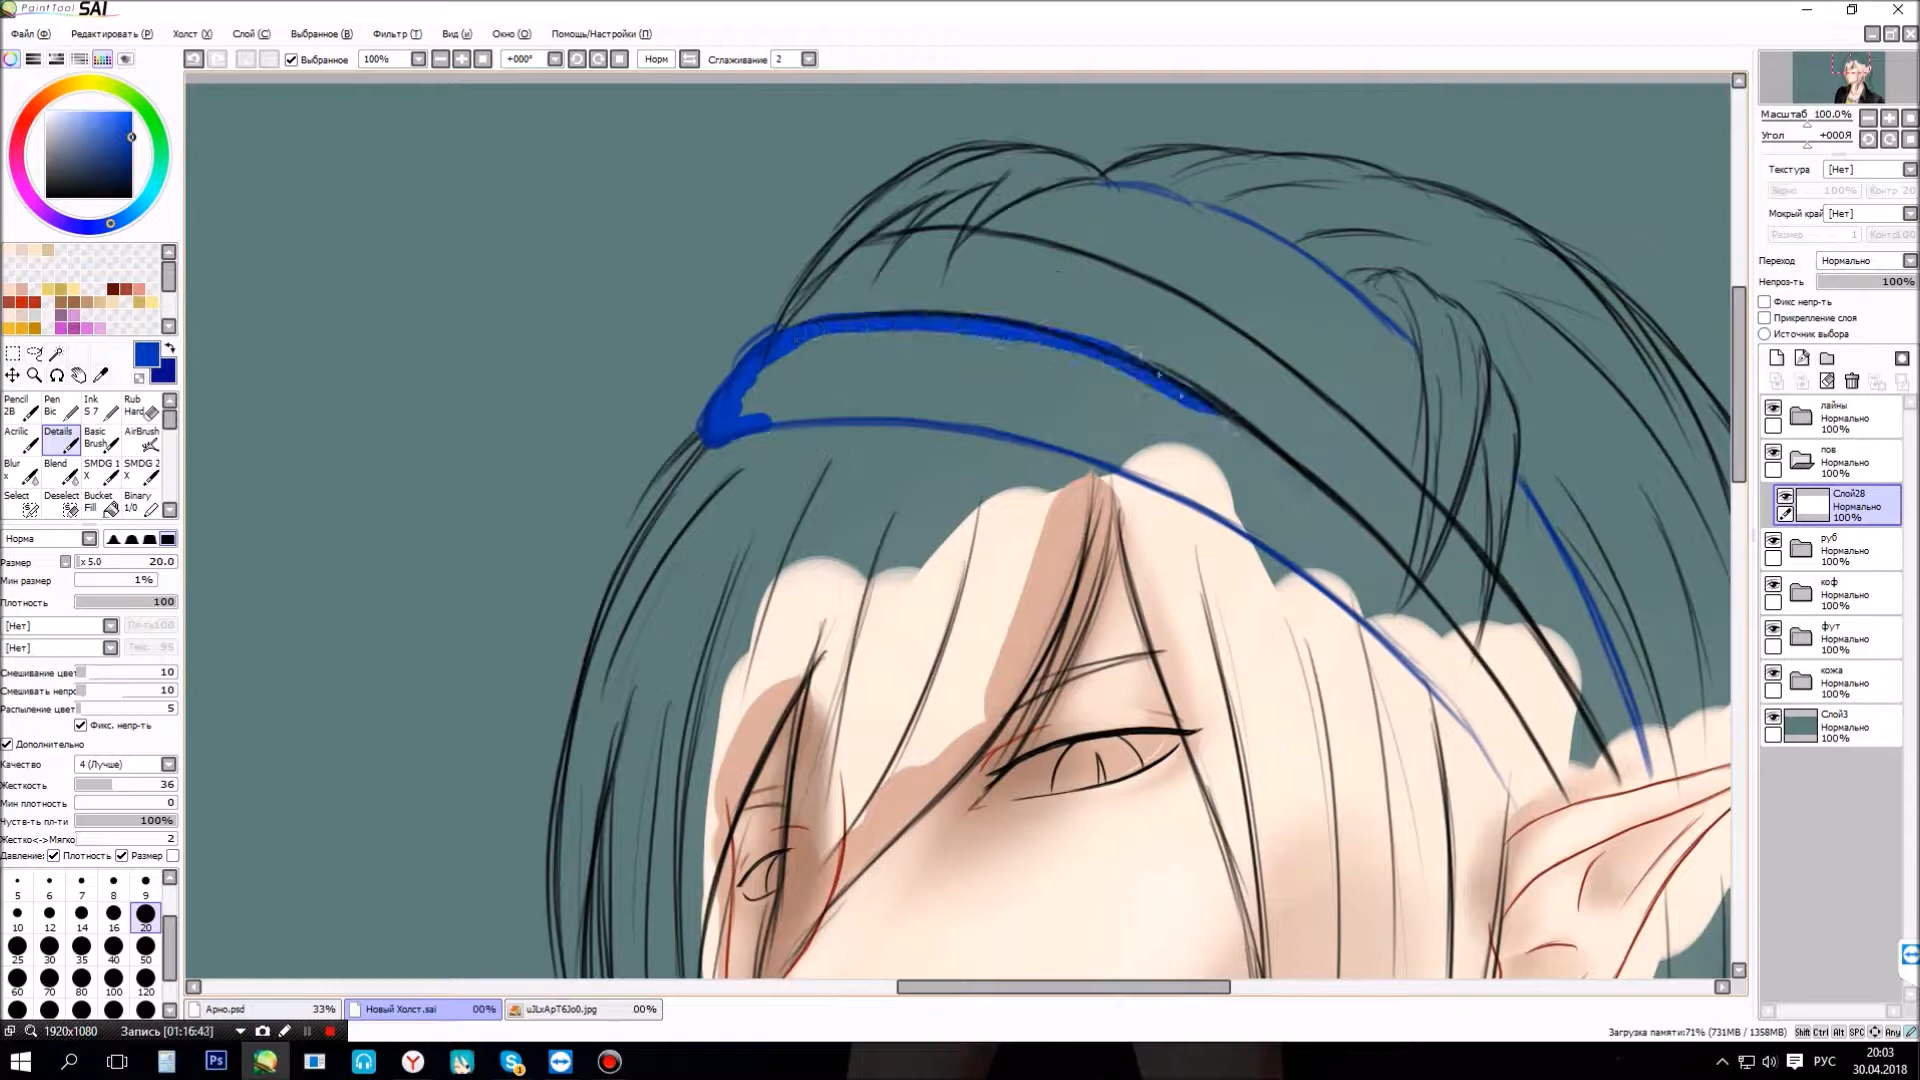 PaintTool SAI
Файл (Ф) Редактировать (P) Холст (X) Слой (C) Выбранное (B) Фильтр (T) Вид (и) Окно (O) Помощь/Настройки (П)
Выбранное 100% +000° Норм Сглаживание 2
Масштаб 100.0%
Угол +000Я
Текстура [Нет]
Зерно 100% Контр 20
Мокрый край [Нет]
Размер 1 Контр100
Переход Нормально
Непроз-ть 100%
Фикс непр-ть
Прикрепление слоя
Источник выбора
лайны
Нормально
100%
пов
Нормально
100%
Слой28
Нормально
100%
руб
Нормально
100%
коф
Нормально
100%
фут
Нормально
100%
кожа
Нормально
100%
Слой3
Нормально
100%
Pencil Pen Ink Rub
2B Bic S 7 Hard
Acrilic Details Basic AirBrush
Brush
Blur Blend SMDG 1 SMDG 2
x X X
Select Deselect Bucket Binary
Fill 1/0
Норма
Размер x 5.0 20.0
Мин размер 1%
Плотность 100
[Нет]
[Нет] Текс. 95
Смешивание цвет 10
Смешивать непро 10
Распыление цвет 5
Фикс. непр-ть
Дополнительно
Качество 4 (Лучше)
Жесткость 36
Мин плотность 0
Чуств-ть пл-ти 100%
Жестко<->Мягко 2
Давление: Плотность Размер
5 6 7 8 9
10 12 14 16 20
25 30 35 40 50
60 70 80 100 120
Арно.psd 33% Новый Холст.sai 00% uJLxApT6Jo0.jpg 00%
1920x1080 Запись [01:16:43]
Загрузка памяти:71% (731MB / 1358MB) Shift Ctrl Alt SPC Any
Ps
РУС
20:03
30.04.2018